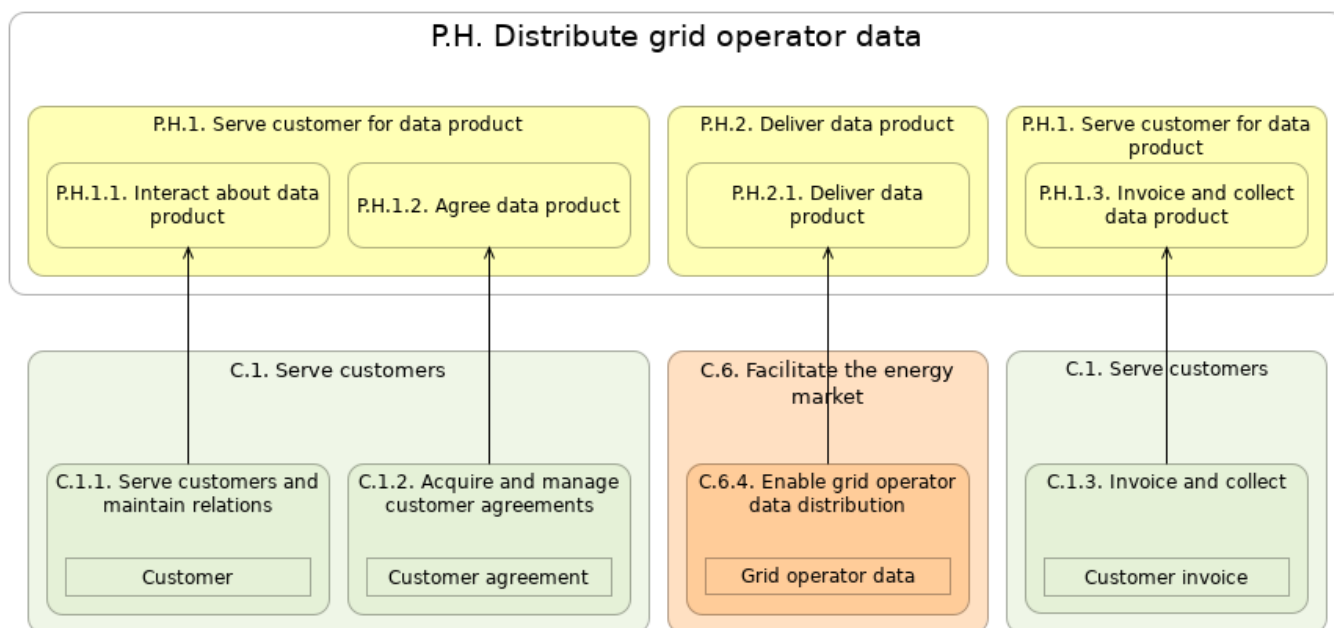 P.H. Distribute grid operator data
P.H.1. Serve customer for data product
P.H.1.1. Interact about data
product
P.H.1.2. Agree data product
P.H.2. Deliver data product
P.H.2.1. Deliver data
product
P.H.1. Serve customer for data
product
P.H.1.3. Invoice and collect
data product
C.1. Serve customers
C.1.1. Serve customers and
maintain relations
Customer
C.1.2. Acquire and manage
customer agreements
Customer agreement
C.6. Facilitate the energy
market
C.6.4. Enable grid operator
data distribution
Grid operator data
C.1. Serve customers
C.1.3. Invoice and collect
Customer invoice